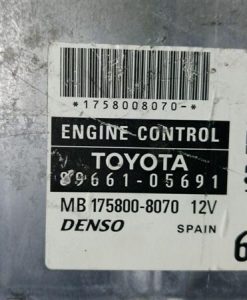 *1758008070-*
ENGINE CONTROL
TOYOTA
89661-05691
MB 175800-8070 12V
DENSO SPAIN
6